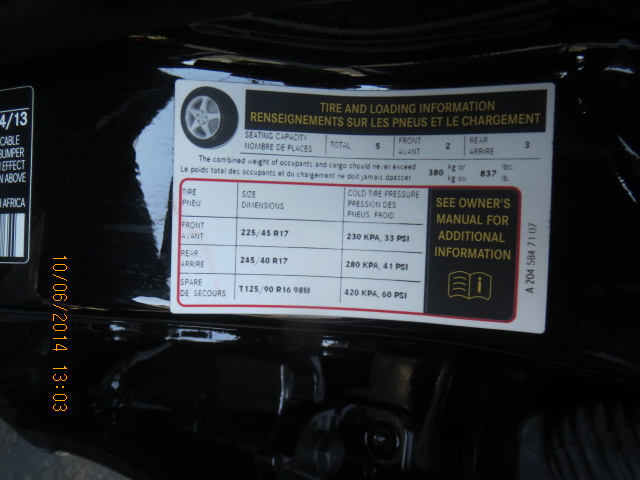 4/13
CABLE
BUMPER
EFFECT
ON ABOVE
AFRICA
TIRE AND LOADING INFORMATION
RENSEIGNEMENTS SUR LES PNEUS ET LE CHARGEMENT
SEATING CAPACITY
NOMBRE DE PLACES
TOTAL 5
FRONT
AVANT
2
REAR
ARRIÈRE
3
The combined weight of occupants and cargo should never exceed
Le poids total des occupants et du chargement ne doit jamais dpasser
380 kg or
kg ou
837 lbc.
lb.
TIRE
PNEU
SIZE
DIMENSIONS
COLD TIRE PRESSURE
PRESSION DES
PNEUS FROID
FRONT
AVANT
225/45 R17
230 KPA, 33 PSI
REAR
ARRIÈRE
245/40 R17
280 KPA, 41 PSI
SPARE
DE SECOURS
T125/90 R16 98M
420 KPA, 60 PSI
SEE OWNER'S
MANUAL FOR
ADDITIONAL
INFORMATION
A 204 584 71 07
10/06/2014 13:03